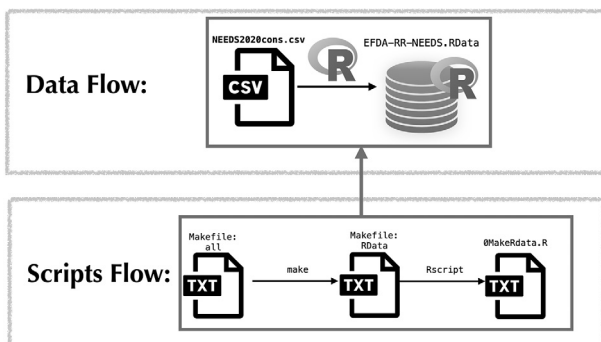 NEEDS2020cons.csv
EFDA-RR-NEEDS.RData
R
R
Data Flow:
CSV
Makefile:
all
Makefile:
RData
0MakeRdata.R
Scripts Flow:
make
Rscript
TXT
TXT
TXT